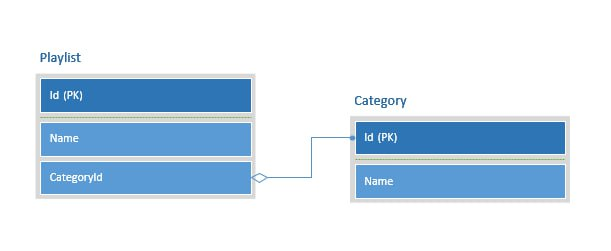 Playlist
Id (PK)
Name
CategoryId
Category
Id (PK)
Name